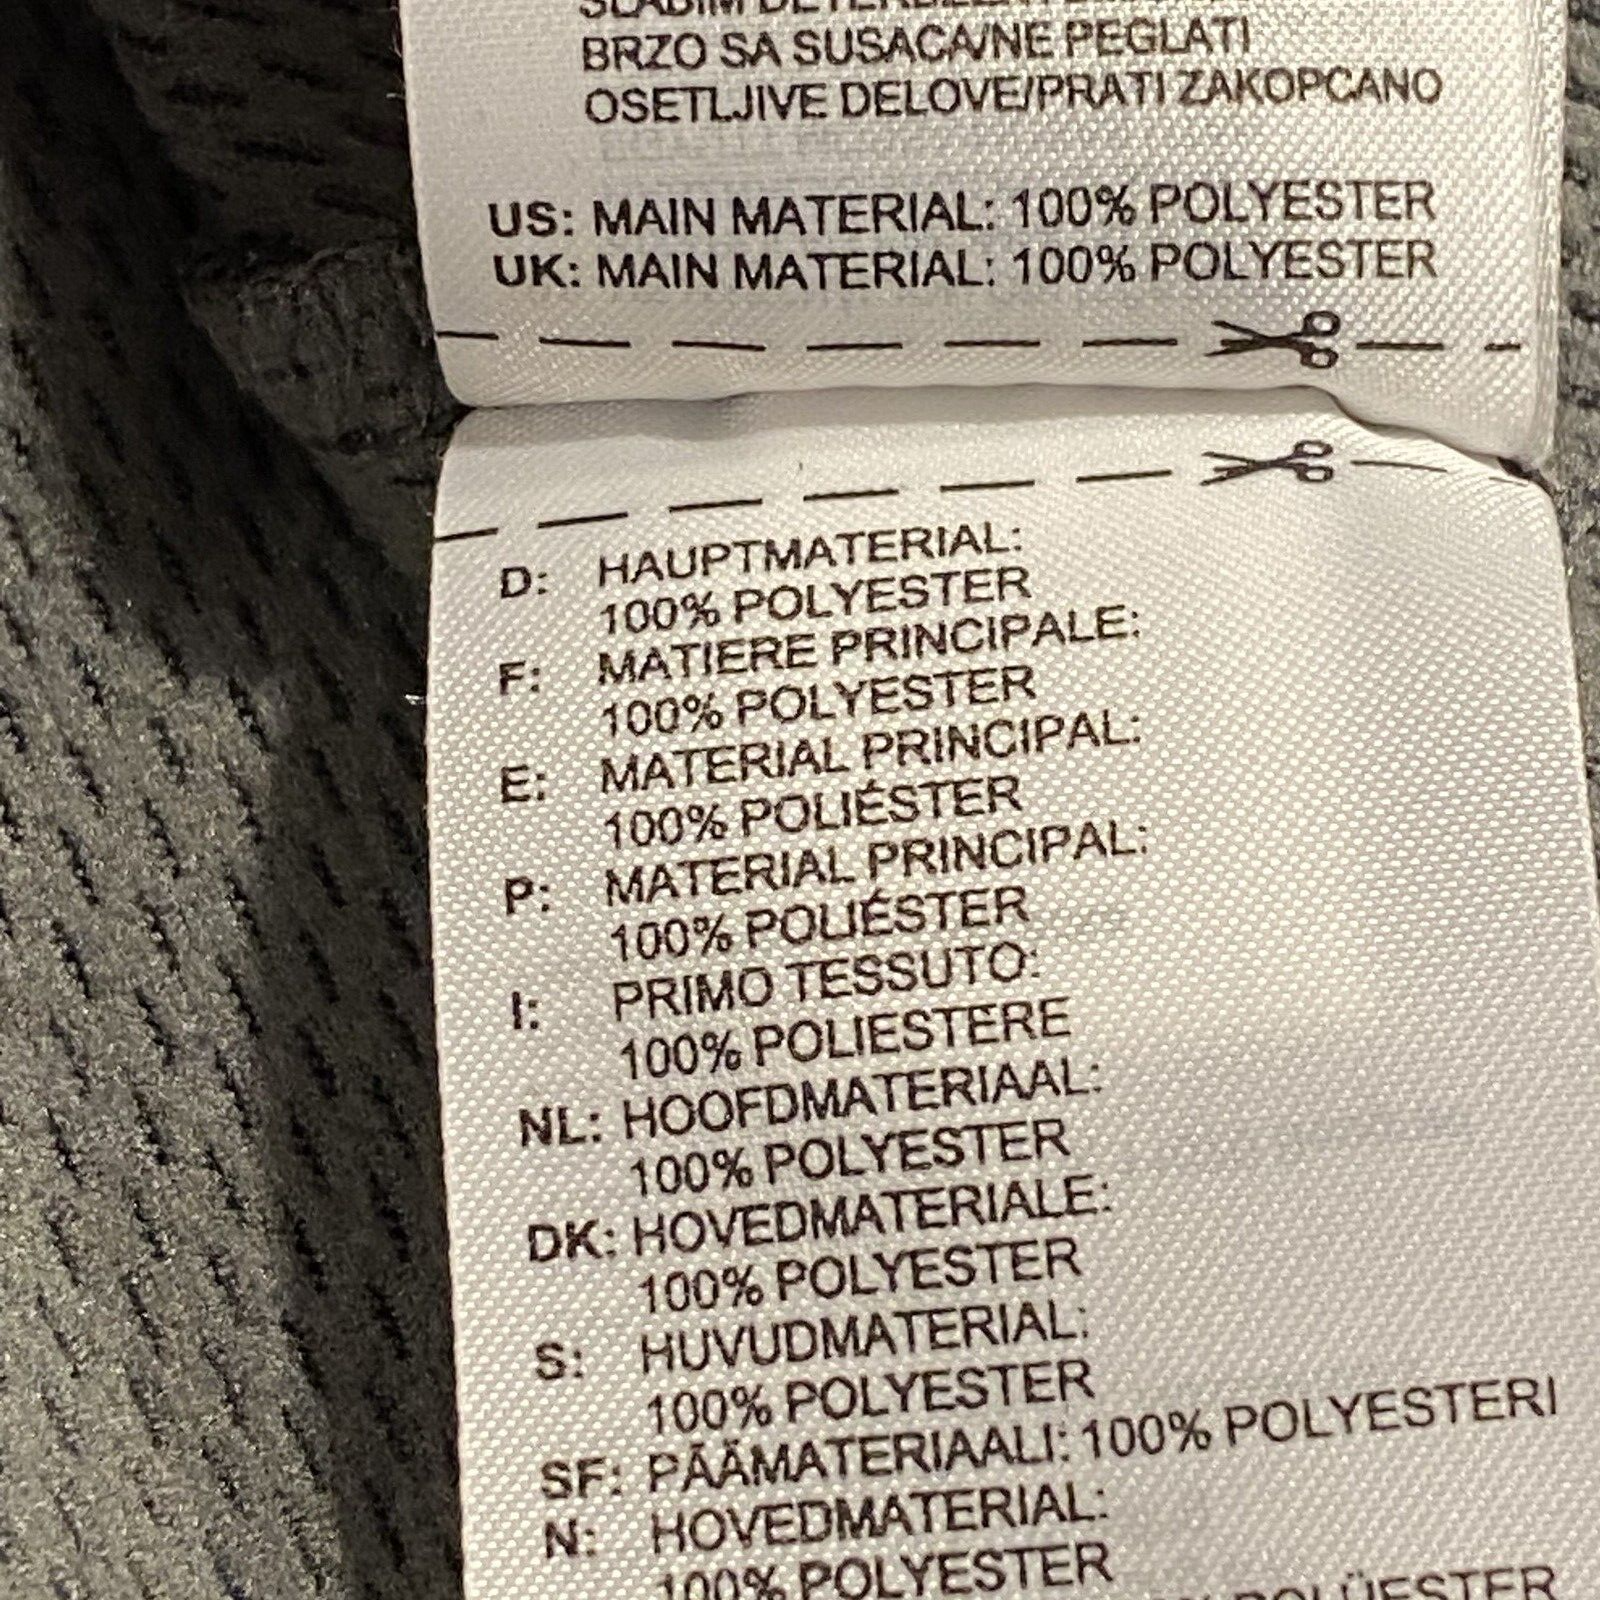 BRZO SA SUSACA/NE PEGLATI
OSETLJIVE DELOVE/PRATI ZAKOPCANO
US: MAIN MATERIAL: 100% POLYESTER
UK: MAIN MATERIAL: 100% POLYESTER
D: HAUPTMATERIAL:
100% POLYESTER
F: MATIERE PRINCIPALE:
100% POLYESTER
E: MATERIAL PRINCIPAL:
100% POLIÉSTER
P: MATERIAL PRINCIPAL:
100% POLIÉSTER
I: PRIMO TESSUTO:
100% POLIESTERE
NL: HOOFDMATERIAAL:
100% POLYESTER
DK: HOVEDMATERIALE:
100% POLYESTER
S: HUVUDMATERIAL:
100% POLYESTER
SF: PÄÄMATERIAALI: 100% POLYESTERI
N: HOVEDMATERIAL:
100% POLYESTER